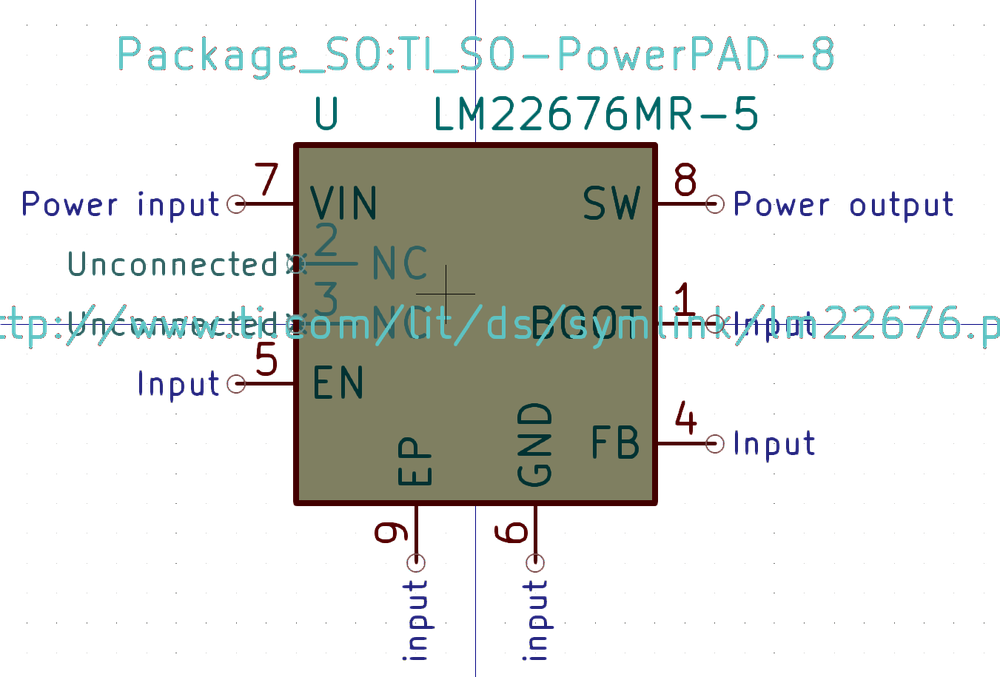 Package_SO:TI_SO-PowerPAD-8
U LM22676MR-5
7 8
Power input VIN SW Power output
2
Unconnected NC
3 1
Unconnected NC BOOT Input
ttp://www.ti.com/lit/ds/symlink/lm22676.p
5
Input EN
4
EP GND FB Input
9 6
input input